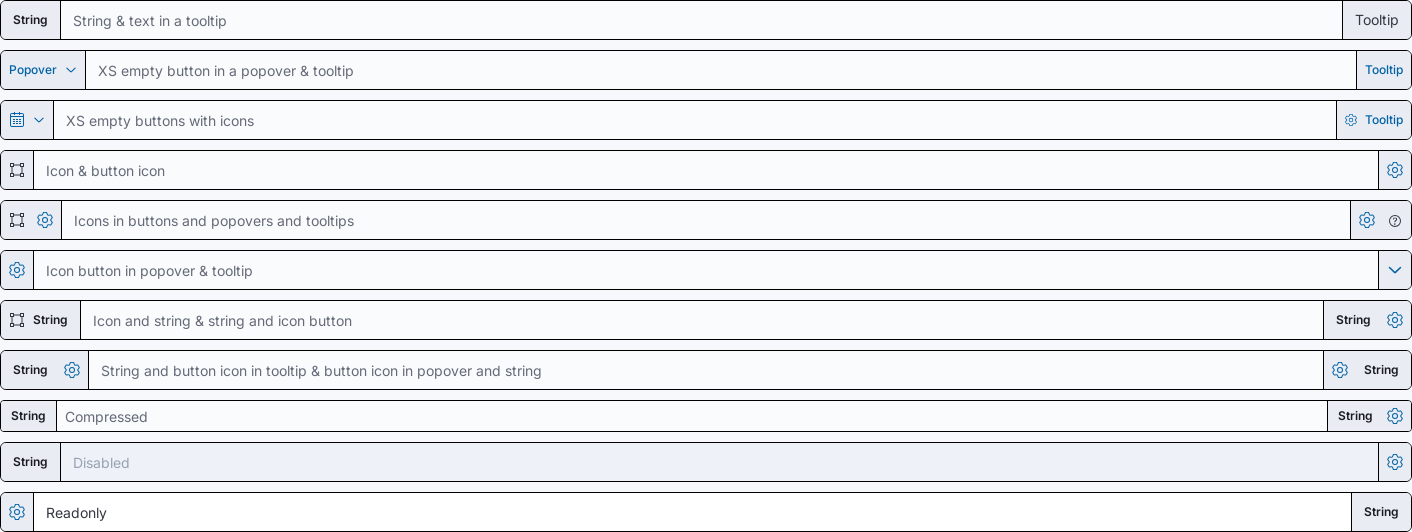 String String & text in a tooltip Tooltip
Popover XS empty button in a popover & tooltip Tooltip
XS empty buttons with icons Tooltip
Icon & button icon
Icons in buttons and popovers and tooltips
Icon button in popover & tooltip
String Icon and string & string and icon button String
String String and button icon in tooltip & button icon in popover and string String
String Compressed String
String Disabled
Readonly String